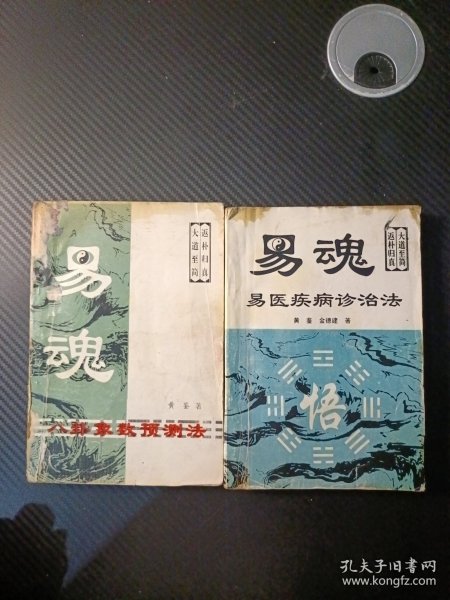 易魂
返朴归真
大道至简
黄鉴 著
八卦象数预测法
易魂
大道至简
返朴归真
易医疾病诊治法
黄鉴 金德建 著
悟
孔夫子旧书网
www.kongfz.com